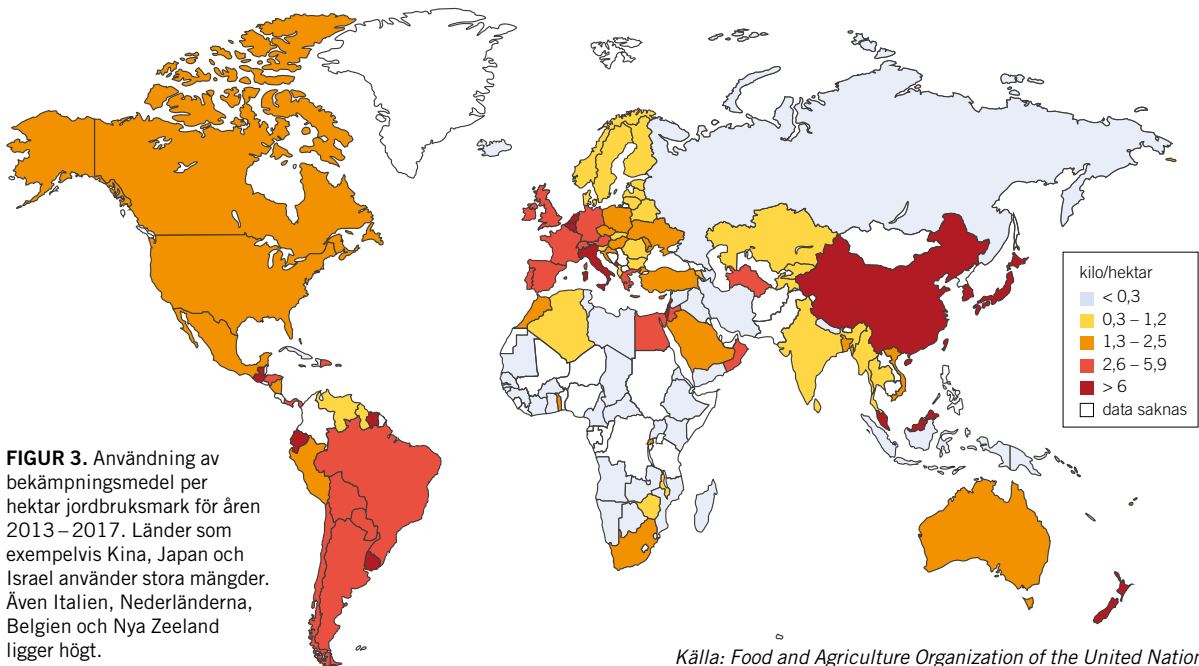 kilo/hektar
< 0,3
0,3 – 1,2
1,3 – 2,5
2,6 – 5,9
> 6
data saknas
FIGUR 3. Användning av
bekämpningsmedel per
hektar jordbruksmark för åren
2013 – 2017. Länder som
exempelvis Kina, Japan och
Israel använder stora mängder.
Även Italien, Nederländerna,
Belgien och Nya Zeeland
ligger högt.
Källa: Food and Agriculture Organization of the United Nation